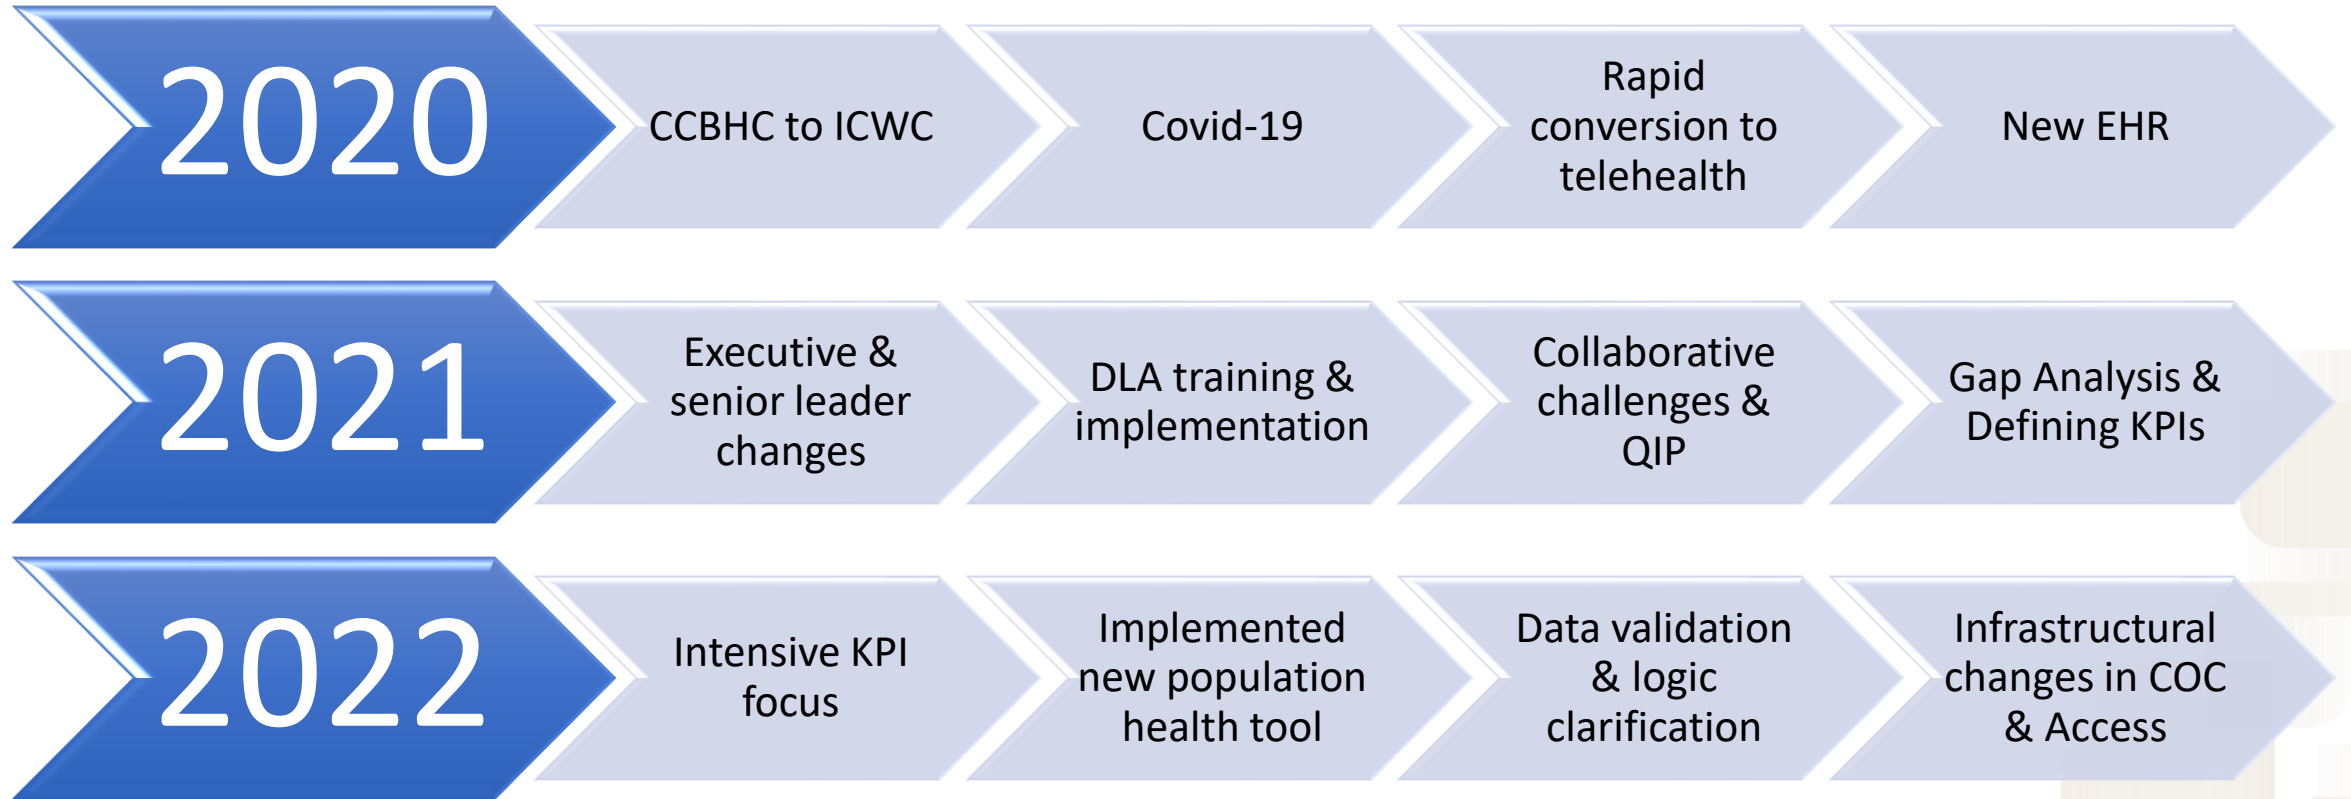 2020
CCBHC to ICWC
Covid-19
Rapid
conversion to
telehealth
New EHR
2021
Executive &
senior leader
changes
DLA training &
implementation
Collaborative
challenges &
QIP
Gap Analysis &
Defining KPIs
2022
Intensive KPI
focus
Implemented
new population
health tool
Data validation
& logic
clarification
Infrastructural
changes in COC
& Access